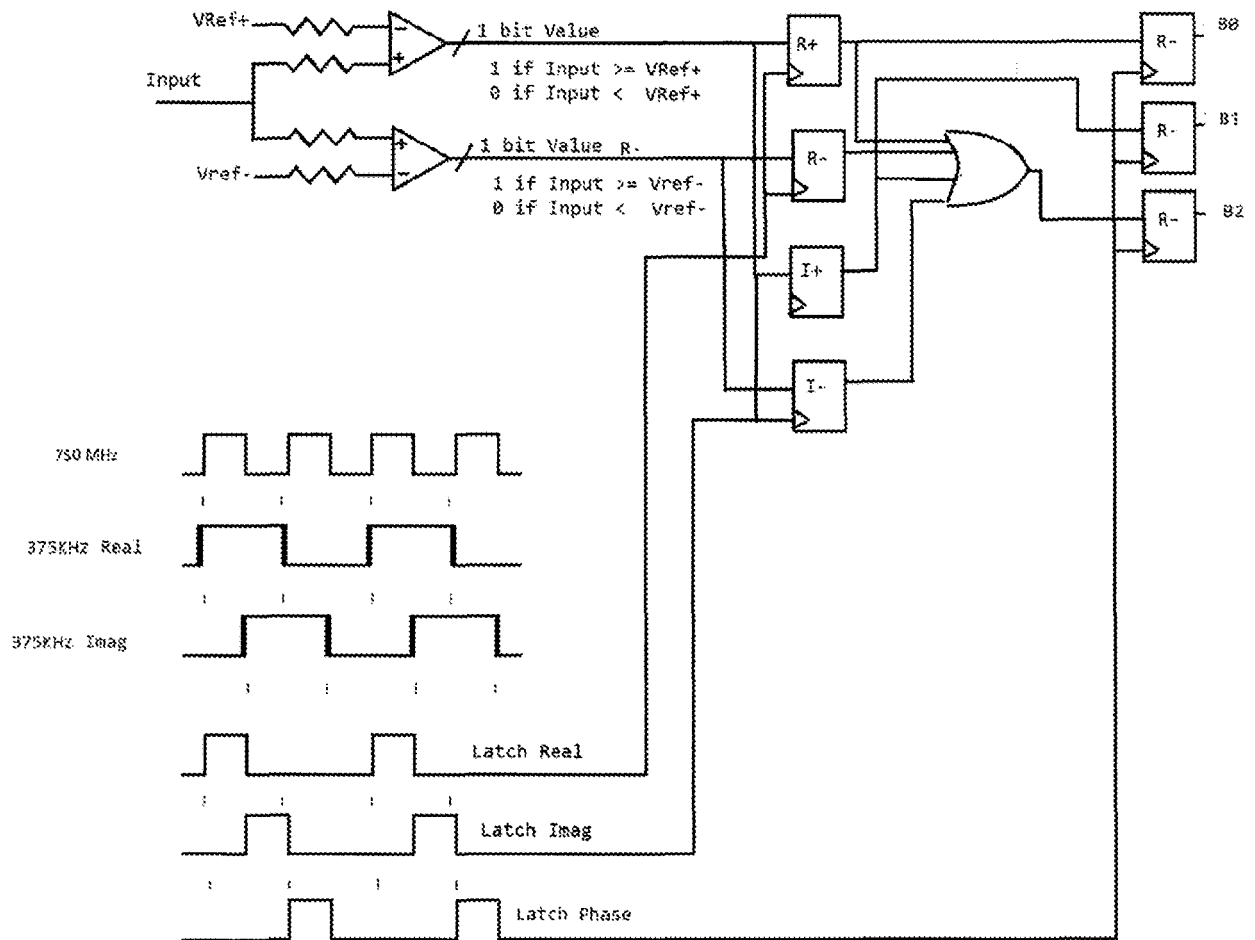 VRef+
Input
Vref-
1 bit Value
1 if Input >= VRef+
0 if Input < VRef+
1 bit Value R-
1 if Input >= Vref-
0 if Input < Vref-
R+
R-
I+
I-
R-
R-
R-
B0
B1
B2
750 MHz
375KHz Real
375KHz Imag
Latch Real
Latch Imag
Latch Phase